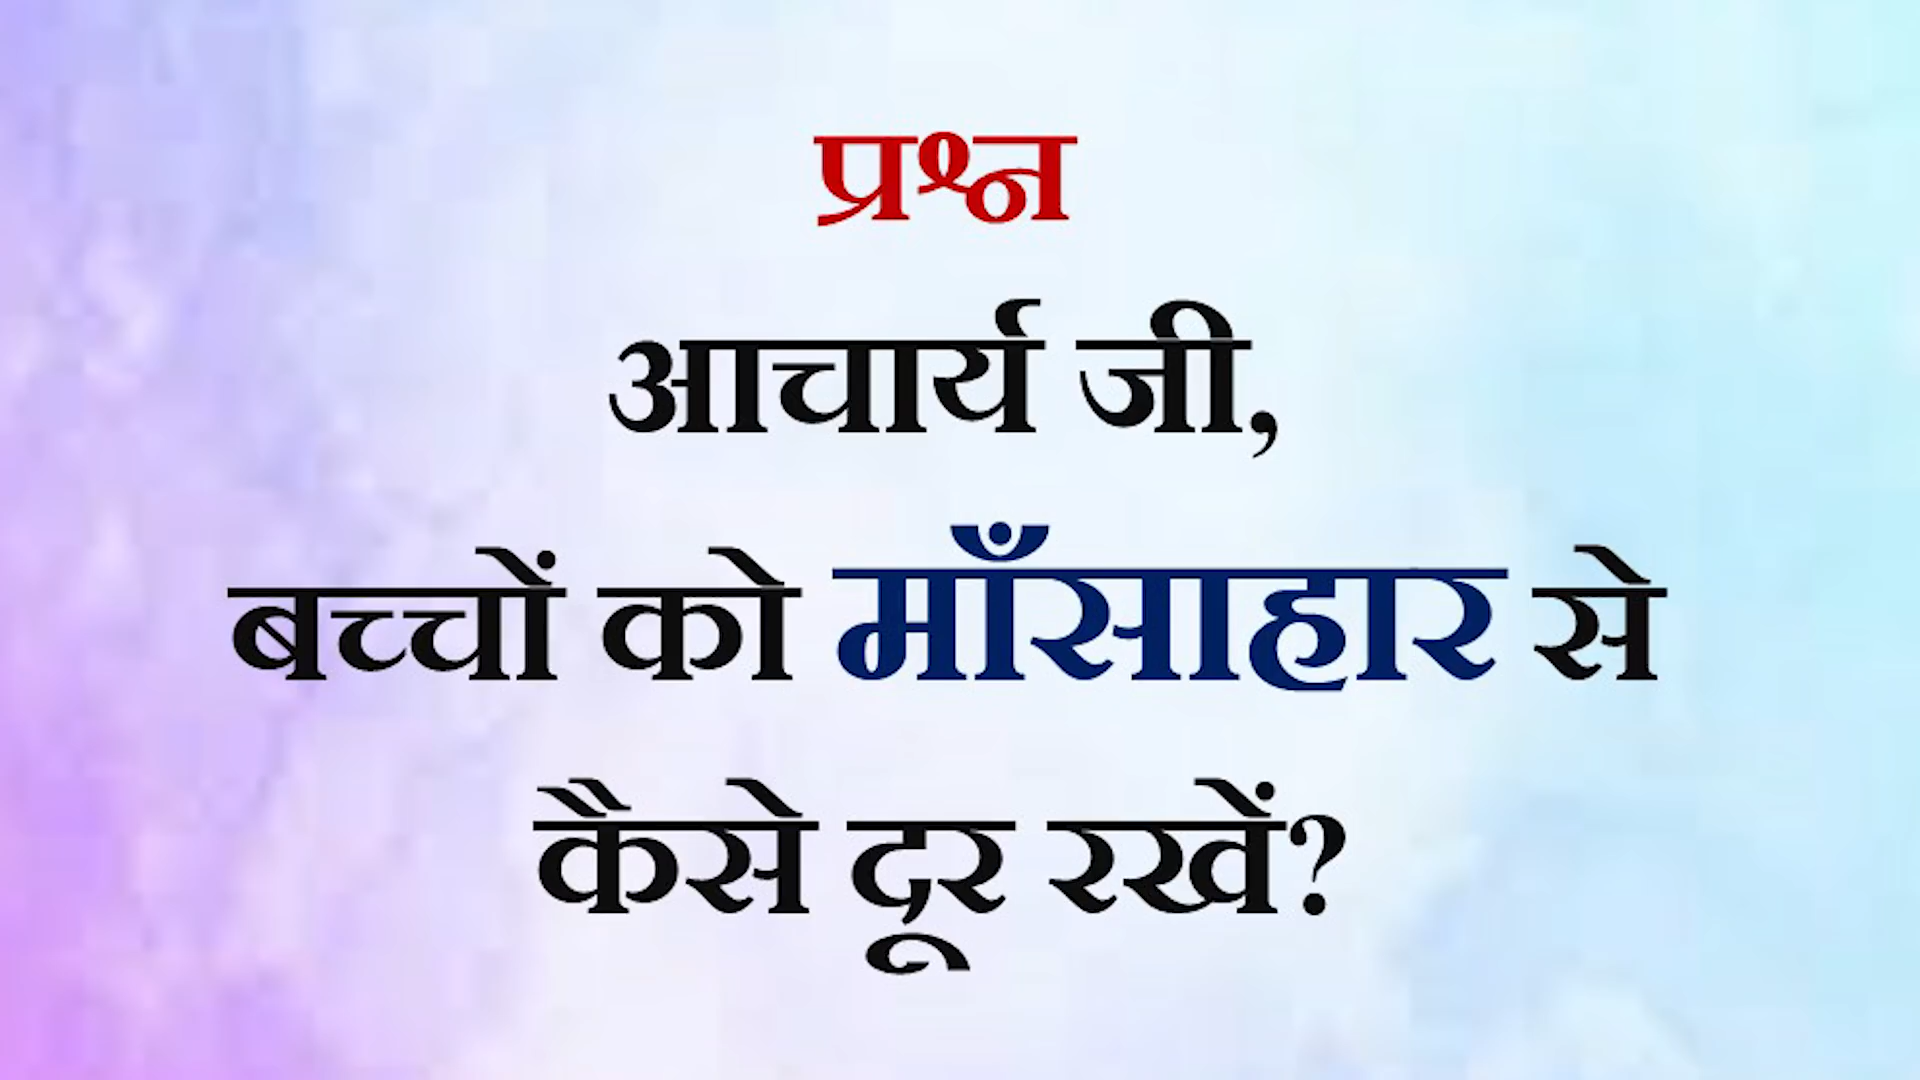 प्रश्न
आचार्य जी,
बच्चों को माँसाहार से
कैसे दूर रखें?